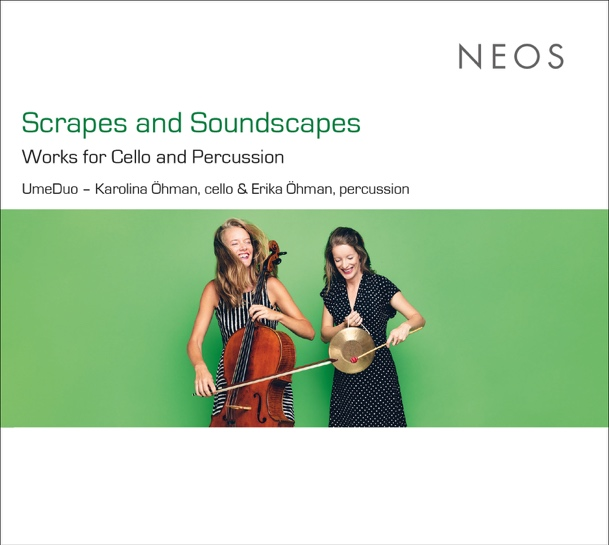 NEOS
Scrapes and Soundscapes
Works for Cello and Percussion
UmeDuo – Karolina Öhman, cello & Erika Öhman, percussion